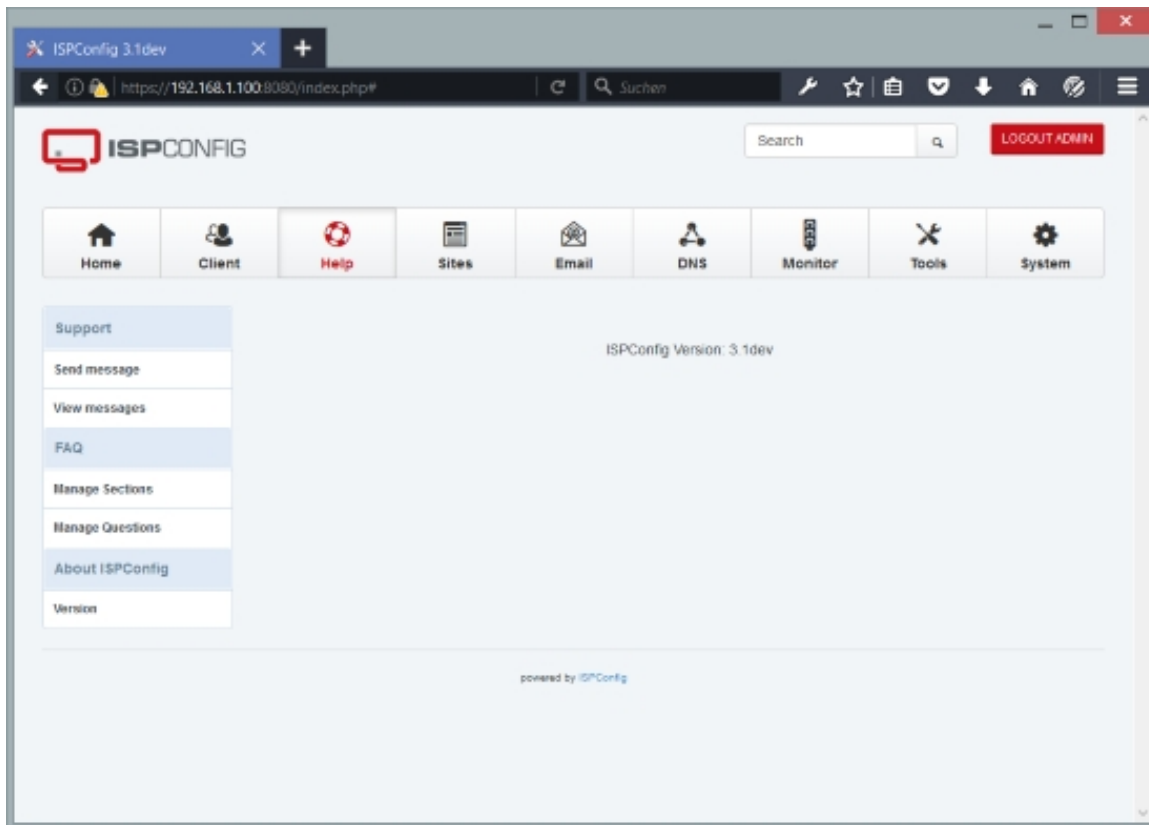 ISPConfig 3.1dev
https://192.168.1.100:8080/index.php#
Suchen
ISPCONFIG
Search
LOGOUT ADMIN
Home Client Help Sites Email DNS Monitor Tools System
Support
ISPConfig Version: 3.1dev
Send message
View messages
FAQ
Manage Sections
Manage Questions
About ISPConfig
Version
powered by ISPConfig